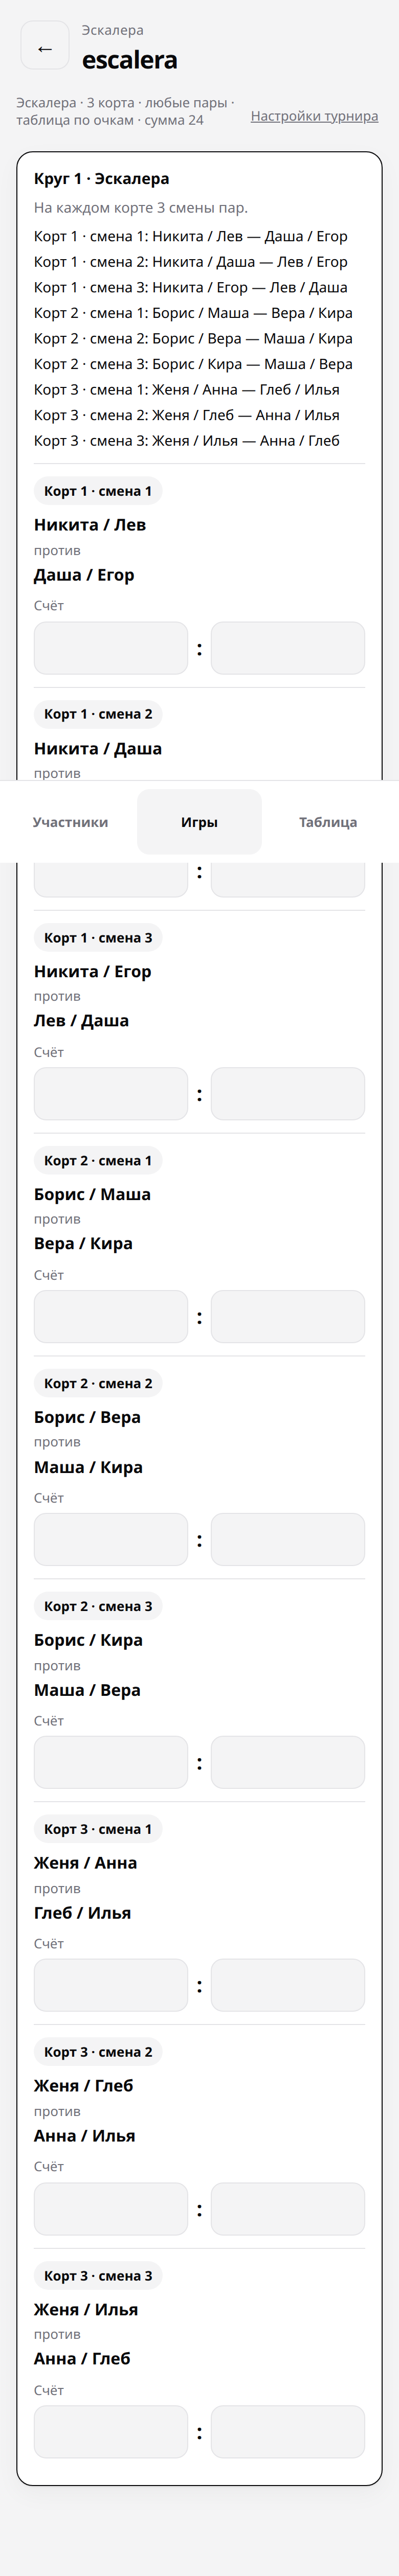 ←
Эскалера
escalera
Эскалера · 3 корта · любые пары ·
таблица по очкам · сумма 24
Настройки турнира
Круг 1 · Эскалера
На каждом корте 3 смены пар.
Корт 1 · смена 1: Никита / Лев — Даша / Егор
Корт 1 · смена 2: Никита / Даша — Лев / Егор
Корт 1 · смена 3: Никита / Егор — Лев / Даша
Корт 2 · смена 1: Борис / Маша — Вера / Кира
Корт 2 · смена 2: Борис / Вера — Маша / Кира
Корт 2 · смена 3: Борис / Кира — Маша / Вера
Корт 3 · смена 1: Женя / Анна — Глеб / Илья
Корт 3 · смена 2: Женя / Глеб — Анна / Илья
Корт 3 · смена 3: Женя / Илья — Анна / Глеб
Корт 1 · смена 1
Никита / Лев
против
Даша / Егор
Счёт
:
Корт 1 · смена 2
Никита / Даша
против
Участники
Игры
Таблица
:
Корт 1 · смена 3
Никита / Егор
против
Лев / Даша
Счёт
:
Корт 2 · смена 1
Борис / Маша
против
Вера / Кира
Счёт
:
Корт 2 · смена 2
Борис / Вера
против
Маша / Кира
Счёт
:
Корт 2 · смена 3
Борис / Кира
против
Маша / Вера
Счёт
:
Корт 3 · смена 1
Женя / Анна
против
Глеб / Илья
Счёт
:
Корт 3 · смена 2
Женя / Глеб
против
Анна / Илья
Счёт
:
Корт 3 · смена 3
Женя / Илья
против
Анна / Глеб
Счёт
: